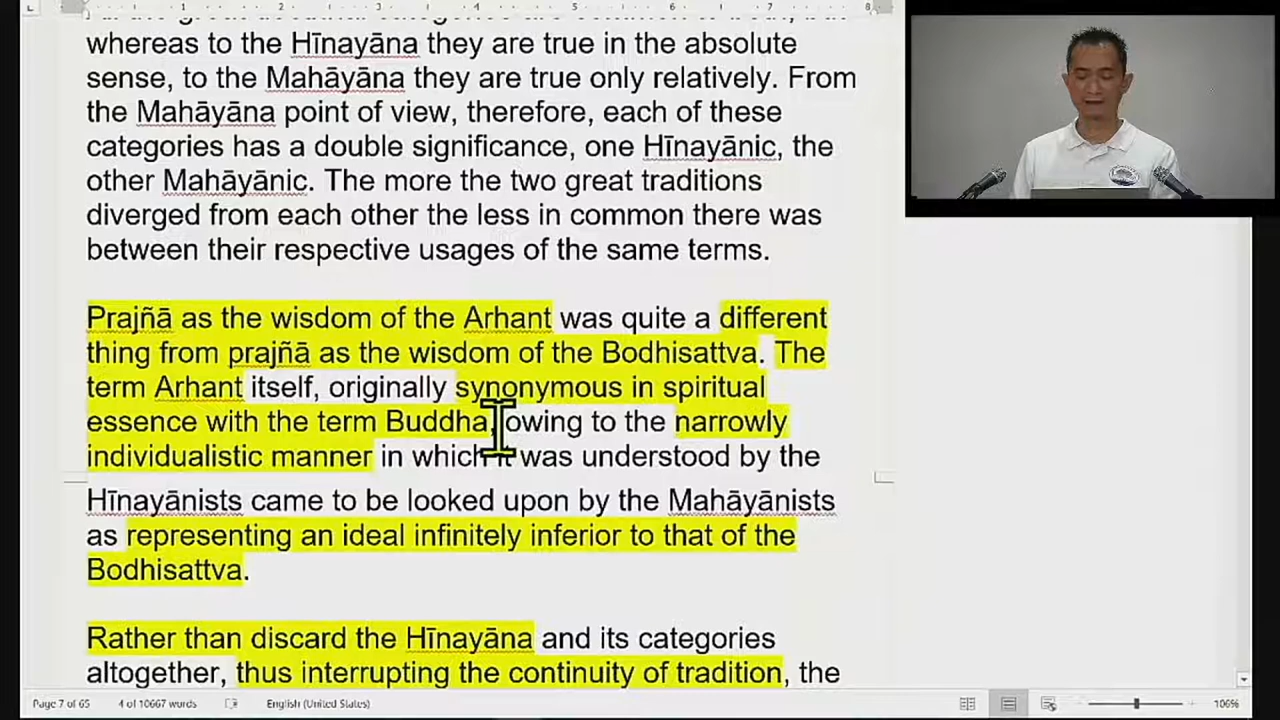 whereas to the Hīnayāna they are true in the absolute
sense, to the Mahāyāna they are true only relatively. From
the Mahāyāna point of view, therefore, each of these
categories has a double significance, one Hīnayānic, the
other Mahāyānic. The more the two great traditions
diverged from each other the less in common there was
between their respective usages of the same terms.
Prajñā as the wisdom of the Arhant was quite a different
thing from prajñā as the wisdom of the Bodhisattva. The
term Arhant itself, originally synonymous in spiritual
essence with the term Buddha, owing to the narrowly
individualistic manner in which it was understood by the
Hīnayānists came to be looked upon by the Mahāyānists
as representing an ideal infinitely inferior to that of the
Bodhisattva.
Rather than discard the Hīnayāna and its categories
altogether, thus interrupting the continuity of tradition, the
Page 7 of 65 4 of 10667 words English (United States) 106%